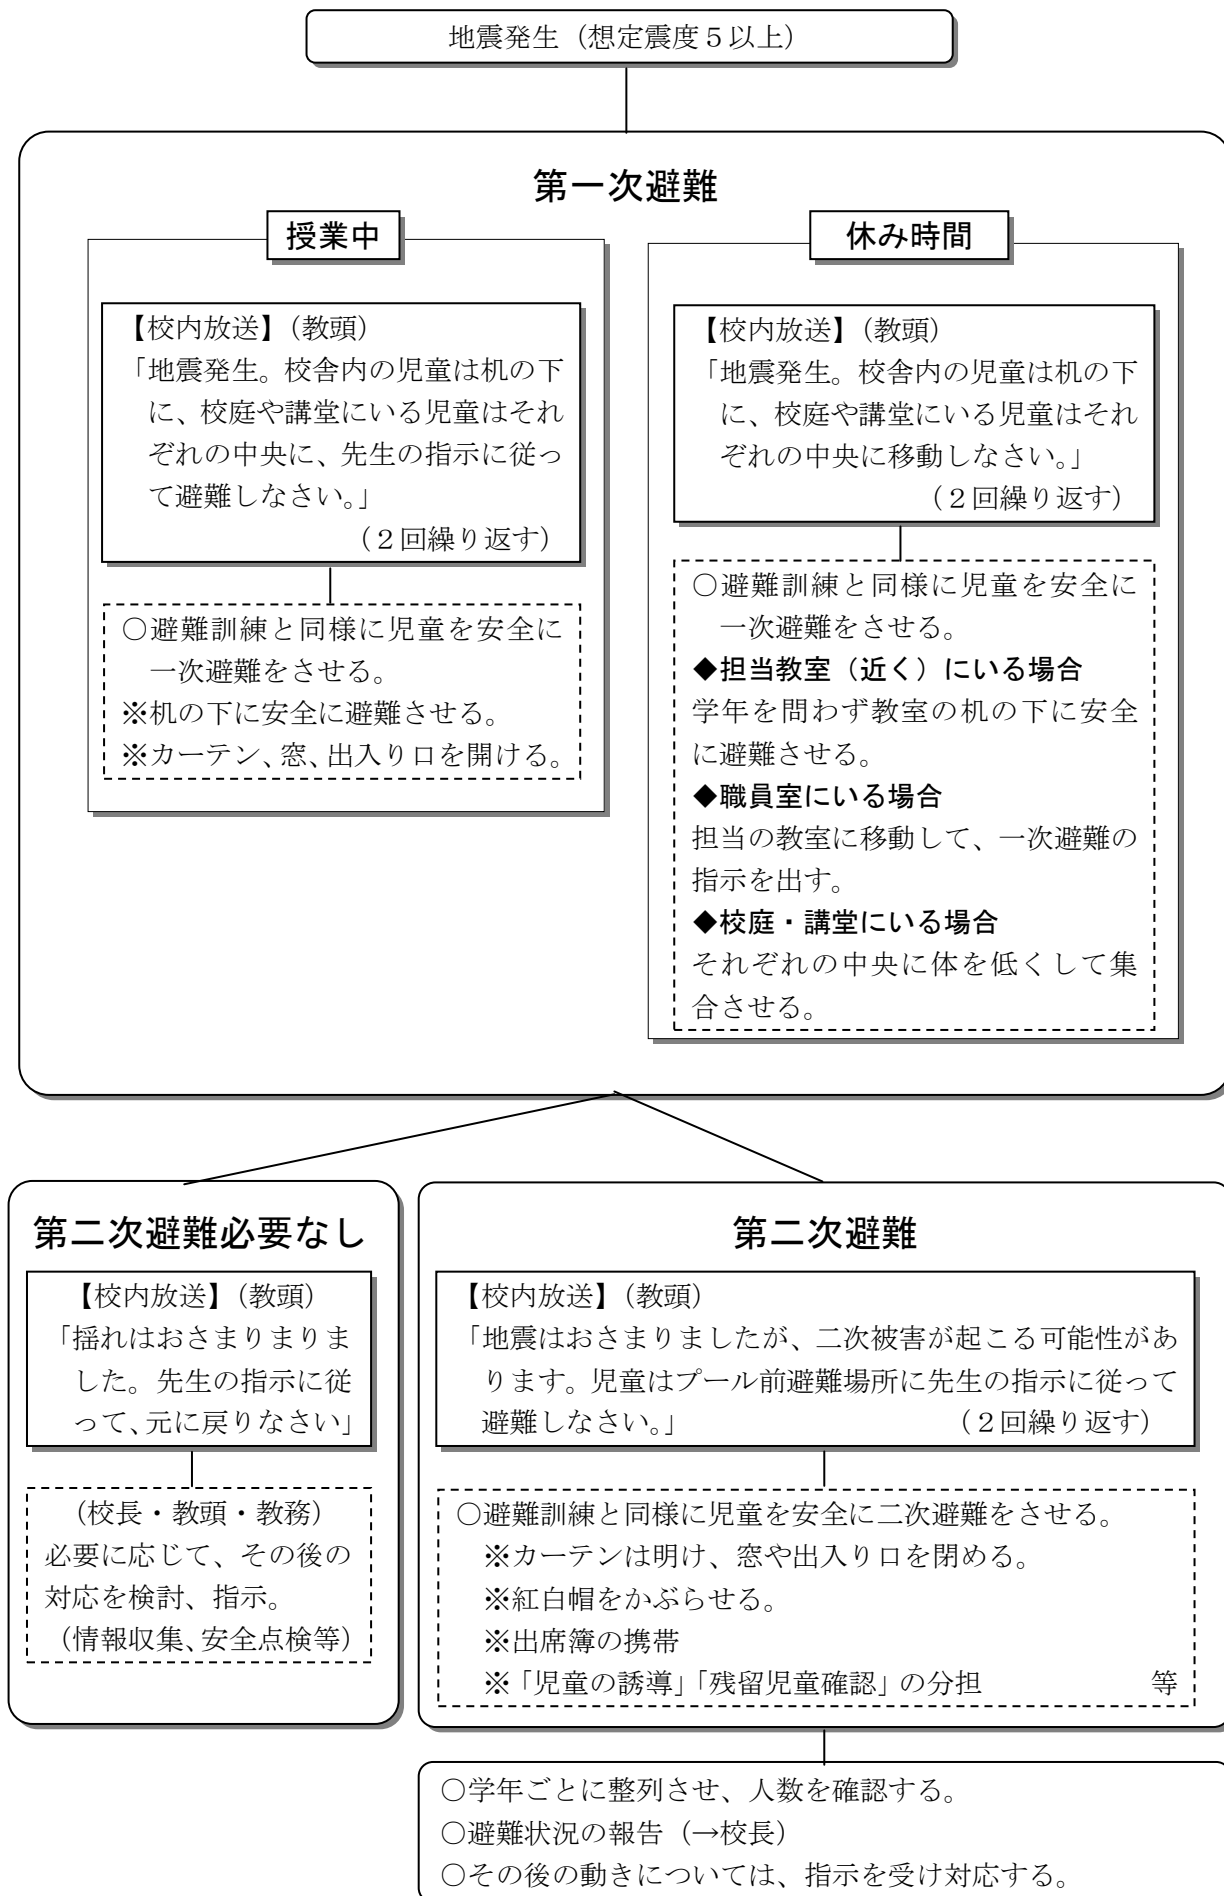 地震発生（想定震度５以上）
第一次避難
授業中
【校内放送】（教頭）
「地震発生。校舎内の児童は机の下
に、校庭や講堂にいる児童はそれ
ぞれの中央に、先生の指示に従っ
て避難しなさい。」
（２回繰り返す）
○避難訓練と同様に児童を安全に
一次避難をさせる。
※机の下に安全に避難させる。
※カーテン、窓、出入り口を開ける。
休み時間
【校内放送】（教頭）
「地震発生。校舎内の児童は机の下
に、校庭や講堂にいる児童はそれ
ぞれの中央に移動しなさい。」
（２回繰り返す）
○避難訓練と同様に児童を安全に
一次避難をさせる。
◆担当教室（近く）にいる場合
学年を問わず教室の机の下に安全
に避難させる。
◆職員室にいる場合
担当の教室に移動して、一次避難の
指示を出す。
◆校庭・講堂にいる場合
それぞれの中央に体を低くして集
合させる。
第二次避難必要なし
【校内放送】（教頭）
「揺れはおさまりまりま
した。先生の指示に従
って、元に戻りなさい」
（校長・教頭・教務）
必要に応じて、その後の
対応を検討、指示。
（情報収集、安全点検等）
第二次避難
【校内放送】（教頭）
「地震はおさまりましたが、二次被害が起こる可能性があ
ります。児童はプール前避難場所に先生の指示に従って
避難しなさい。」　（２回繰り返す）
○避難訓練と同様に児童を安全に二次避難をさせる。
※カーテンは明け、窓や出入り口を閉める。
※紅白帽をかぶらせる。
※出席簿の携帯
※「児童の誘導」「残留児童確認」の分担　等
○学年ごとに整列させ、人数を確認する。
○避難状況の報告（→校長）
○その後の動きについては、指示を受け対応する。